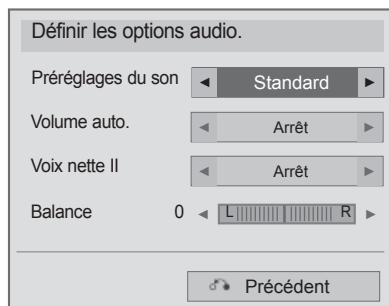 Définir les options audio.
Préréglages du son ◄ Standard ►
Volume auto. ◄ Arrêt ►
Voix nette II ◄ Arrêt ►
Balance 0 ◄ L R ►
Précédent